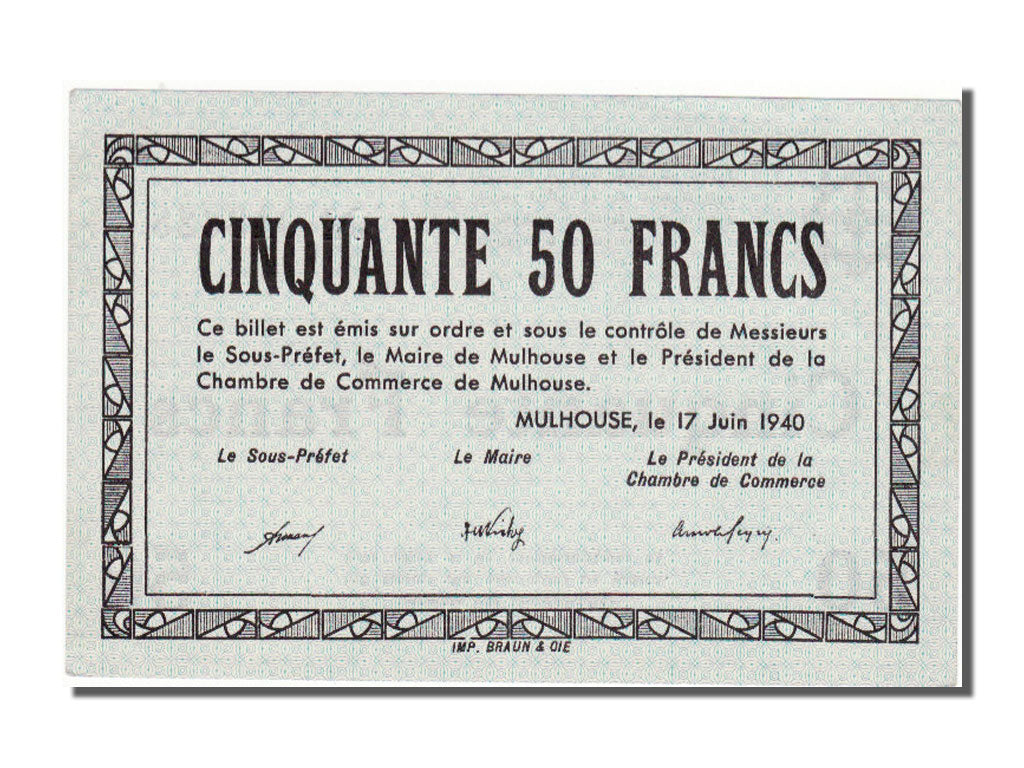 CINQUANTE 50 FRANCS
Ce billet est émis sur ordre et sous le contrôle de Messieurs
le Sous-Préfet, le Maire de Mulhouse et le Président de la
Chambre de Commerce de Mulhouse.
MULHOUSE, le 17 Juin 1940
Le Sous-Préfet Le Maire Le Président de la
Chambre de Commerce
IMP. BRAUN & CIE